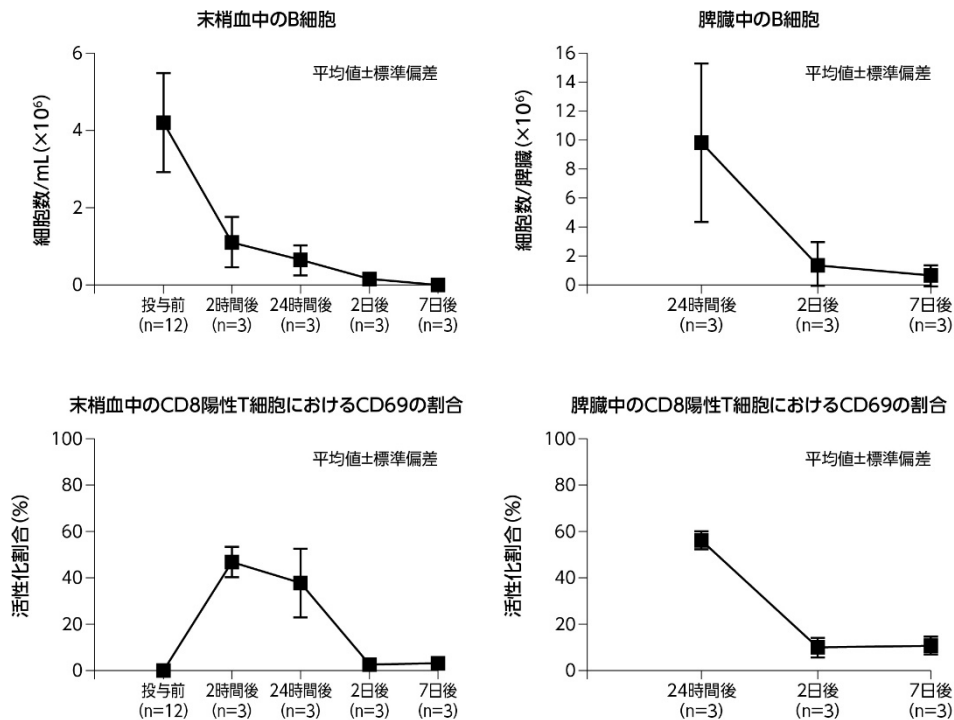 末梢血中のB細胞
平均値±標準偏差
細胞数/mL(×10⁶)
6
4
2
0
投与前
(n=12)
2時間後
(n=3)
24時間後
(n=3)
2日後
(n=3)
7日後
(n=3)
脾臓中のB細胞
平均値±標準偏差
細胞数/脾臓(×10⁶)
16
14
12
10
8
6
4
2
0
24時間後
(n=3)
2日後
(n=3)
7日後
(n=3)
末梢血中のCD8陽性T細胞におけるCD69の割合
平均値±標準偏差
活性化割合(%)
100
80
60
40
20
0
投与前
(n=12)
2時間後
(n=3)
24時間後
(n=3)
2日後
(n=3)
7日後
(n=3)
脾臓中のCD8陽性T細胞におけるCD69の割合
平均値±標準偏差
活性化割合(%)
100
80
60
40
20
0
24時間後
(n=3)
2日後
(n=3)
7日後
(n=3)